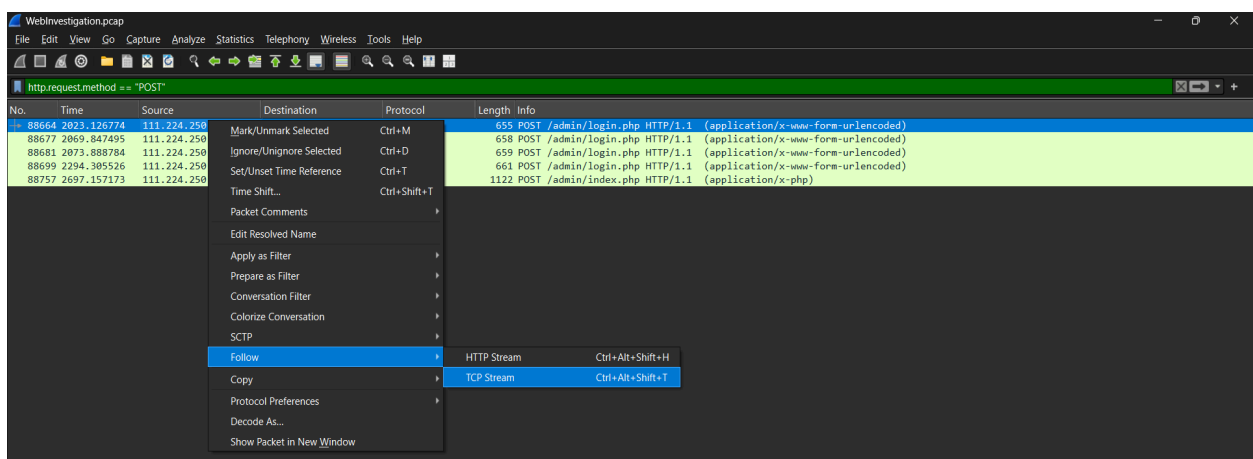 WebInvestigation.pcap
File Edit View Go Capture Analyze Statistics Telephony Wireless Tools Help
http.request.method == "POST"
No. Time Source Destination Protocol Length Info
88664 2023.126774 111.224.250 655 POST /admin/login.php HTTP/1.1 (application/x-www-form-urlencoded)
88677 2069.847495 111.224.250 658 POST /admin/login.php HTTP/1.1 (application/x-www-form-urlencoded)
88681 2073.888784 111.224.250 659 POST /admin/login.php HTTP/1.1 (application/x-www-form-urlencoded)
88699 2294.305526 111.224.250 661 POST /admin/login.php HTTP/1.1 (application/x-www-form-urlencoded)
88757 2697.157173 111.224.250 1122 POST /admin/index.php HTTP/1.1 (application/x-php)
Mark/Unmark Selected Ctrl+M
Ignore/Unignore Selected Ctrl+D
Set/Unset Time Reference Ctrl+T
Time Shift... Ctrl+Shift+T
Packet Comments
Edit Resolved Name
Apply as Filter
Prepare as Filter
Conversation Filter
Colorize Conversation
SCTP
Follow
HTTP Stream Ctrl+Alt+Shift+H
TCP Stream Ctrl+Alt+Shift+T
Copy
Protocol Preferences
Decode As...
Show Packet in New Window